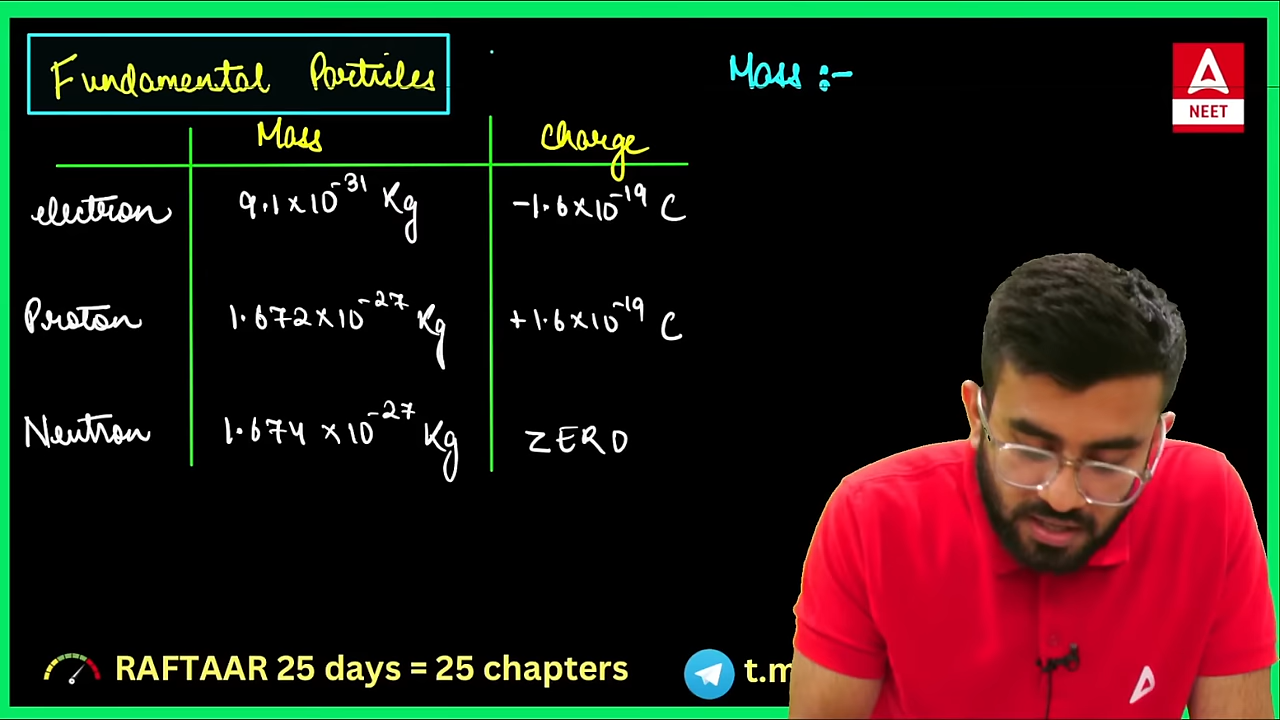 Fundamental Particles
Mass :-
NEET
Mass Charge
electron 9.1×10⁻³¹ Kg -1.6×10⁻¹⁹ C
Proton 1.672×10⁻²⁷ Kg +1.6×10⁻¹⁹ C
Neutron 1.674 ×10⁻²⁷ Kg ZERO
RAFTAAR 25 days = 25 chapters
t.m